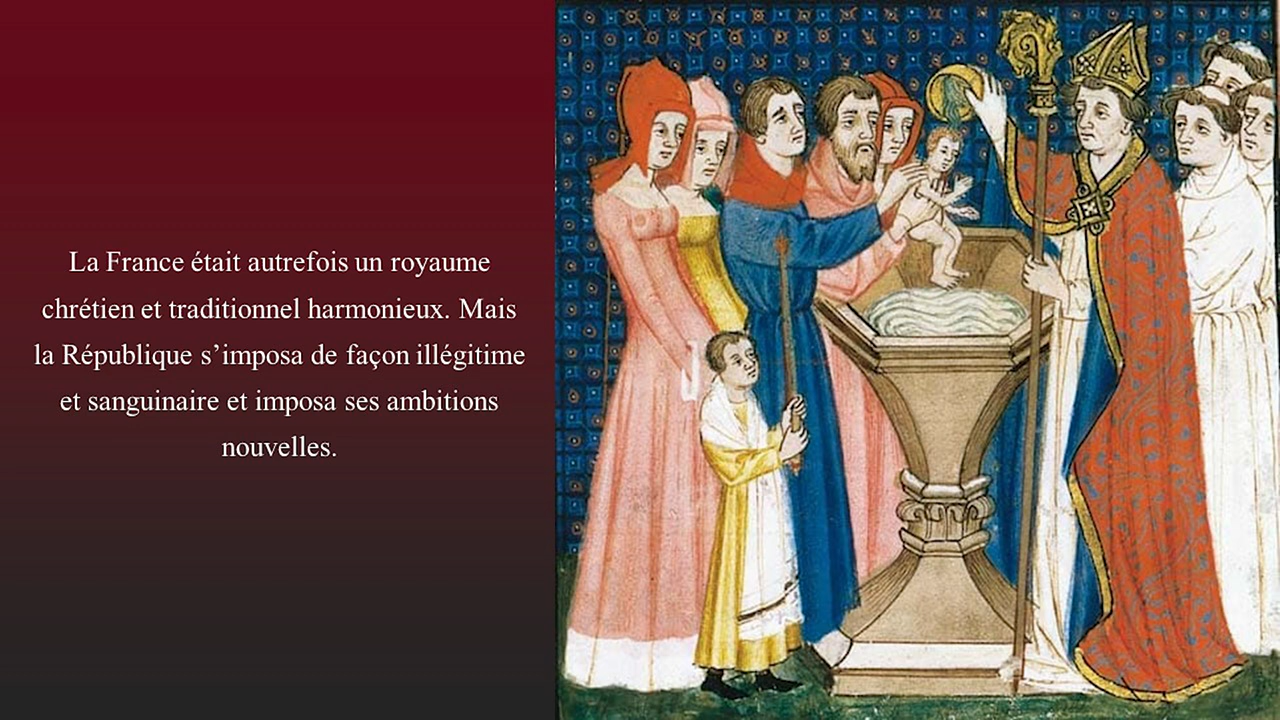 La France était autrefois un royaume
chrétien et traditionnel harmonieux. Mais
la République s’imposa de façon illégitime
et sanguinaire et imposa ses ambitions
nouvelles.